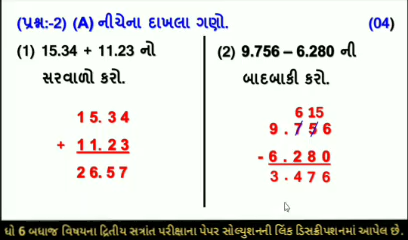 (પ્રશ્ન:-2) (A) નીચેના દાખલા ગણો. (04)
(1) 15.34 + 11.23 નો
સરવાળો કરો.
15.34
+ 11.23
26.57
(2) 9.756 – 6.280 ની
બાદબાકી કરો.
6 15
9.756
- 6.280
3.476
ધો 6 બધાજ વિષયના દ્વિતીય સત્રાંત પરીક્ષાના પેપર સોલ્યુશનની લિંક ડિસ્ક્રીપશનમાં આપેલ છે.